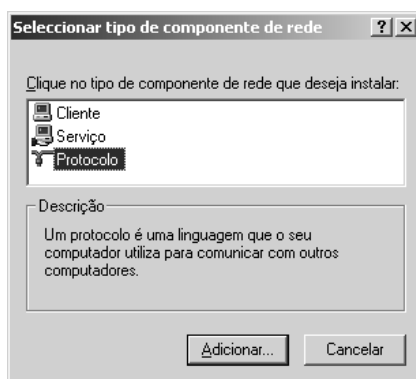 Seleccionar tipo de componente de rede
Clique no tipo de componente de rede que deseja instalar:
Cliente
Serviço
Protocolo
Descrição
Um protocolo é uma linguagem que o seu
computador utiliza para comunicar com outros
computadores.
Adicionar... Cancelar